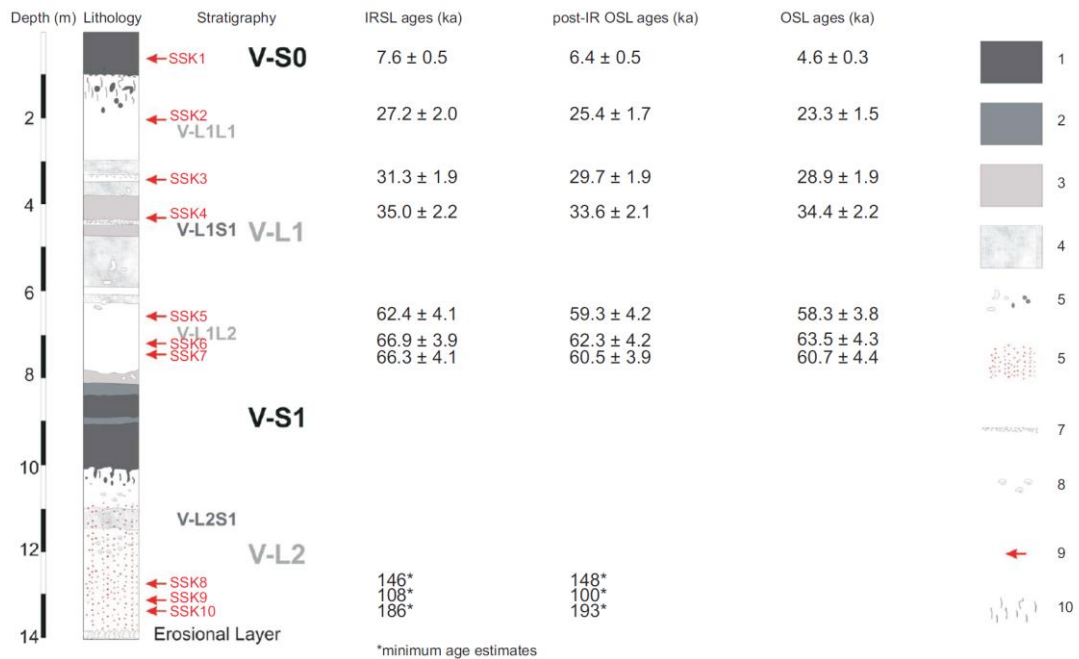 Depth (m) Lithology Stratigraphy IRSL ages (ka) post-IR OSL ages (ka) OSL ages (ka)
SSK1 V-S0 7.6 ± 0.5 6.4 ± 0.5 4.6 ± 0.3 1
2 SSK2 27.2 ± 2.0 25.4 ± 1.7 23.3 ± 1.5 2
V-L1L1
SSK3 31.3 ± 1.9 29.7 ± 1.9 28.9 ± 1.9 3
4 SSK4 35.0 ± 2.2 33.6 ± 2.1 34.4 ± 2.2
V-L1S1 V-L1 4
6 5
SSK5 62.4 ± 4.1 59.3 ± 4.2 58.3 ± 3.8
V-L1L2
SSK6 66.9 ± 3.9 62.3 ± 4.2 63.5 ± 4.3
SSK7 66.3 ± 4.1 60.5 ± 3.9 60.7 ± 4.4 5
8
V-S1 7
10 8
V-L2S1
12 V-L2 9
SSK8 146* 148*
SSK9 108* 100*
SSK10 186* 193* 10
14 Erosional Layer
*minimum age estimates